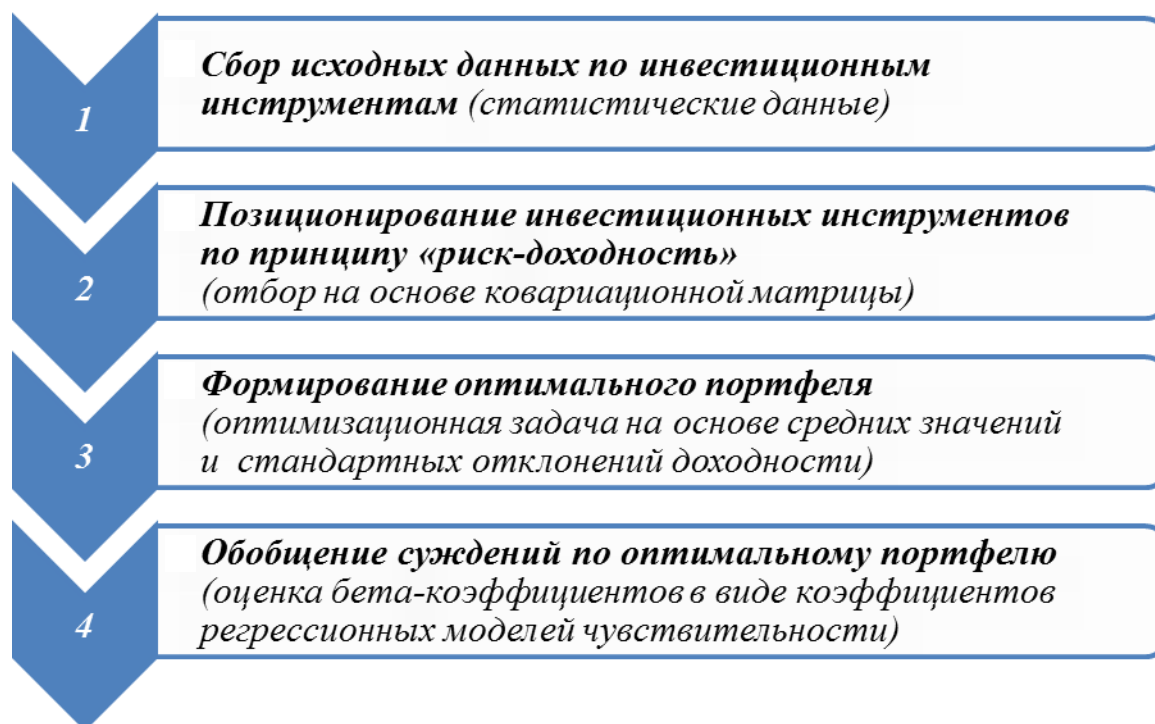 1
Сбор исходных данных по инвестиционным
инструментам (статистические данные)
2
Позиционирование инвестиционных инструментов
по принципу «риск-доходность»
(отбор на основе ковариационной матрицы)
3
Формирование оптимального портфеля
(оптимизационная задача на основе средних значений
и стандартных отклонений доходности)
4
Обобщение суждений по оптимальному портфелю
(оценка бета-коэффициентов в виде коэффициентов
регрессионных моделей чувствительности)